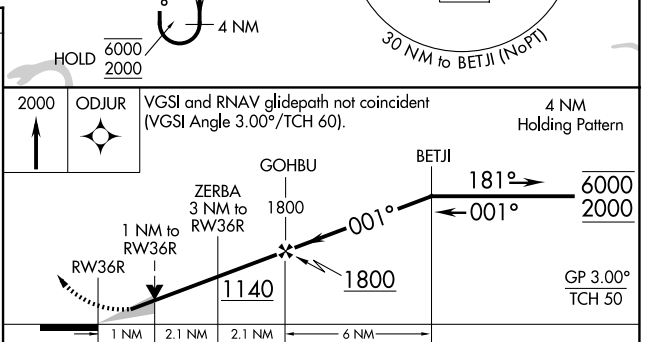 4 NM
HOLD 6000
2000
30 NM to BETJI (NoPT)
2000 ODJUR VGSI and RNAV glidepath not coincident
(VGSI Angle 3.00°/TCH 60).
4 NM
Holding Pattern
BETJI
GOHBU
181°
6000
ZERBA
3 NM to
RW36R
1800
001°
001°
2000
1 NM to
RW36R
RW36R
1140
1800
GP 3.00°
TCH 50
1 NM 2.1 NM 2.1 NM 6 NM